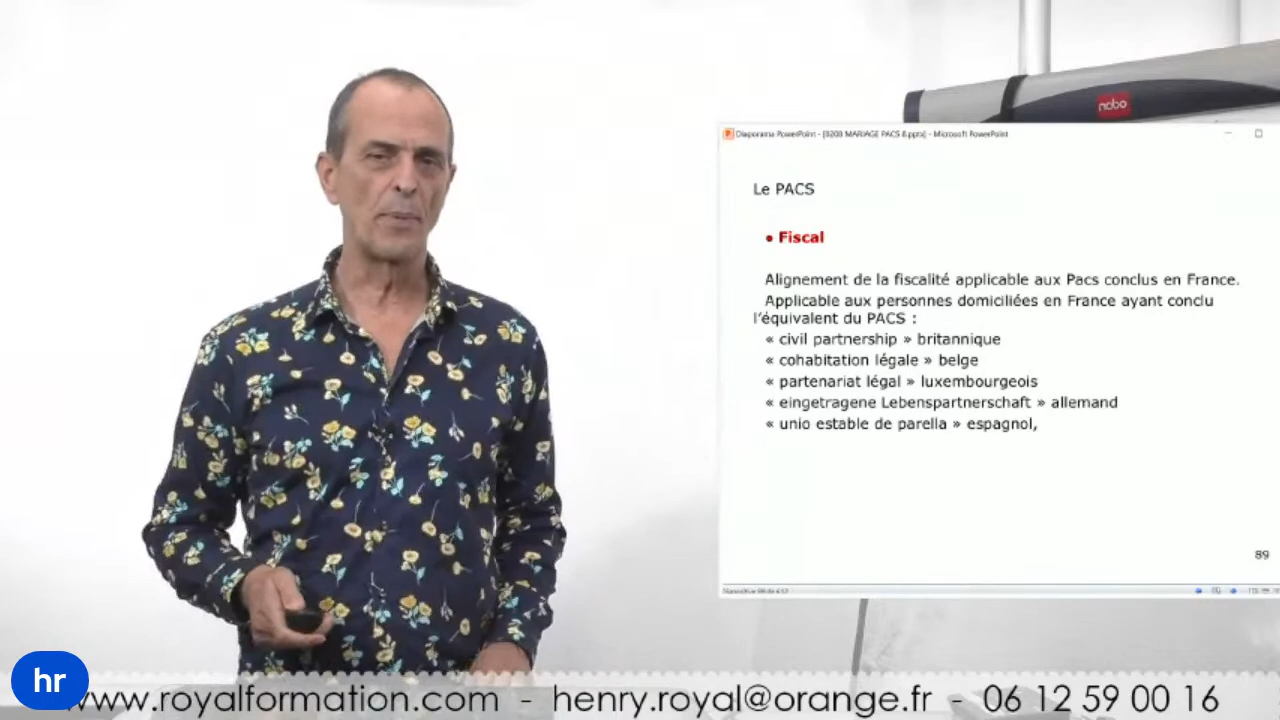 nobo
Diaporama PowerPoint - [0208 MARIAGE PACS 8.pptx] - Microsoft PowerPoint
Le PACS
• Fiscal
Alignement de la fiscalité applicable aux Pacs conclus en France.
Applicable aux personnes domiciliées en France ayant conclu
l'équivalent du PACS :
« civil partnership » britannique
« cohabitation légale » belge
« partenariat légal » luxembourgeois
« eingetragene Lebenspartnerschaft » allemand
« unio estable de parella » espagnol,
89
hr
www.royalformation.com - henry.royal@orange.fr - 06 12 59 00 16